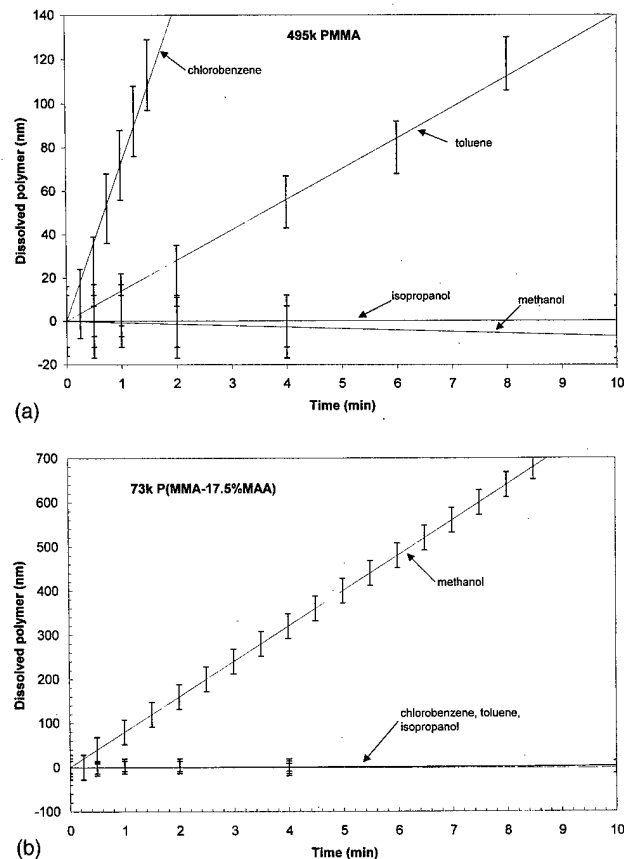 140
120
100
80
60
40
20
0
-20
Dissolved polymer (nm)
495k PMMA
chlorobenzene
toluene
isopropanol
methanol
0 1 2 3 4 5 6 7 8 9 10
Time (min)
(a)
700
600
500
400
300
200
100
0
-100
Dissolved polymer (nm)
73k P(MMA-17.5%MAA)
methanol
chlorobenzene, toluene,
isopropanol
0 1 2 3 4 5 6 7 8 9 10
Time (min)
(b)